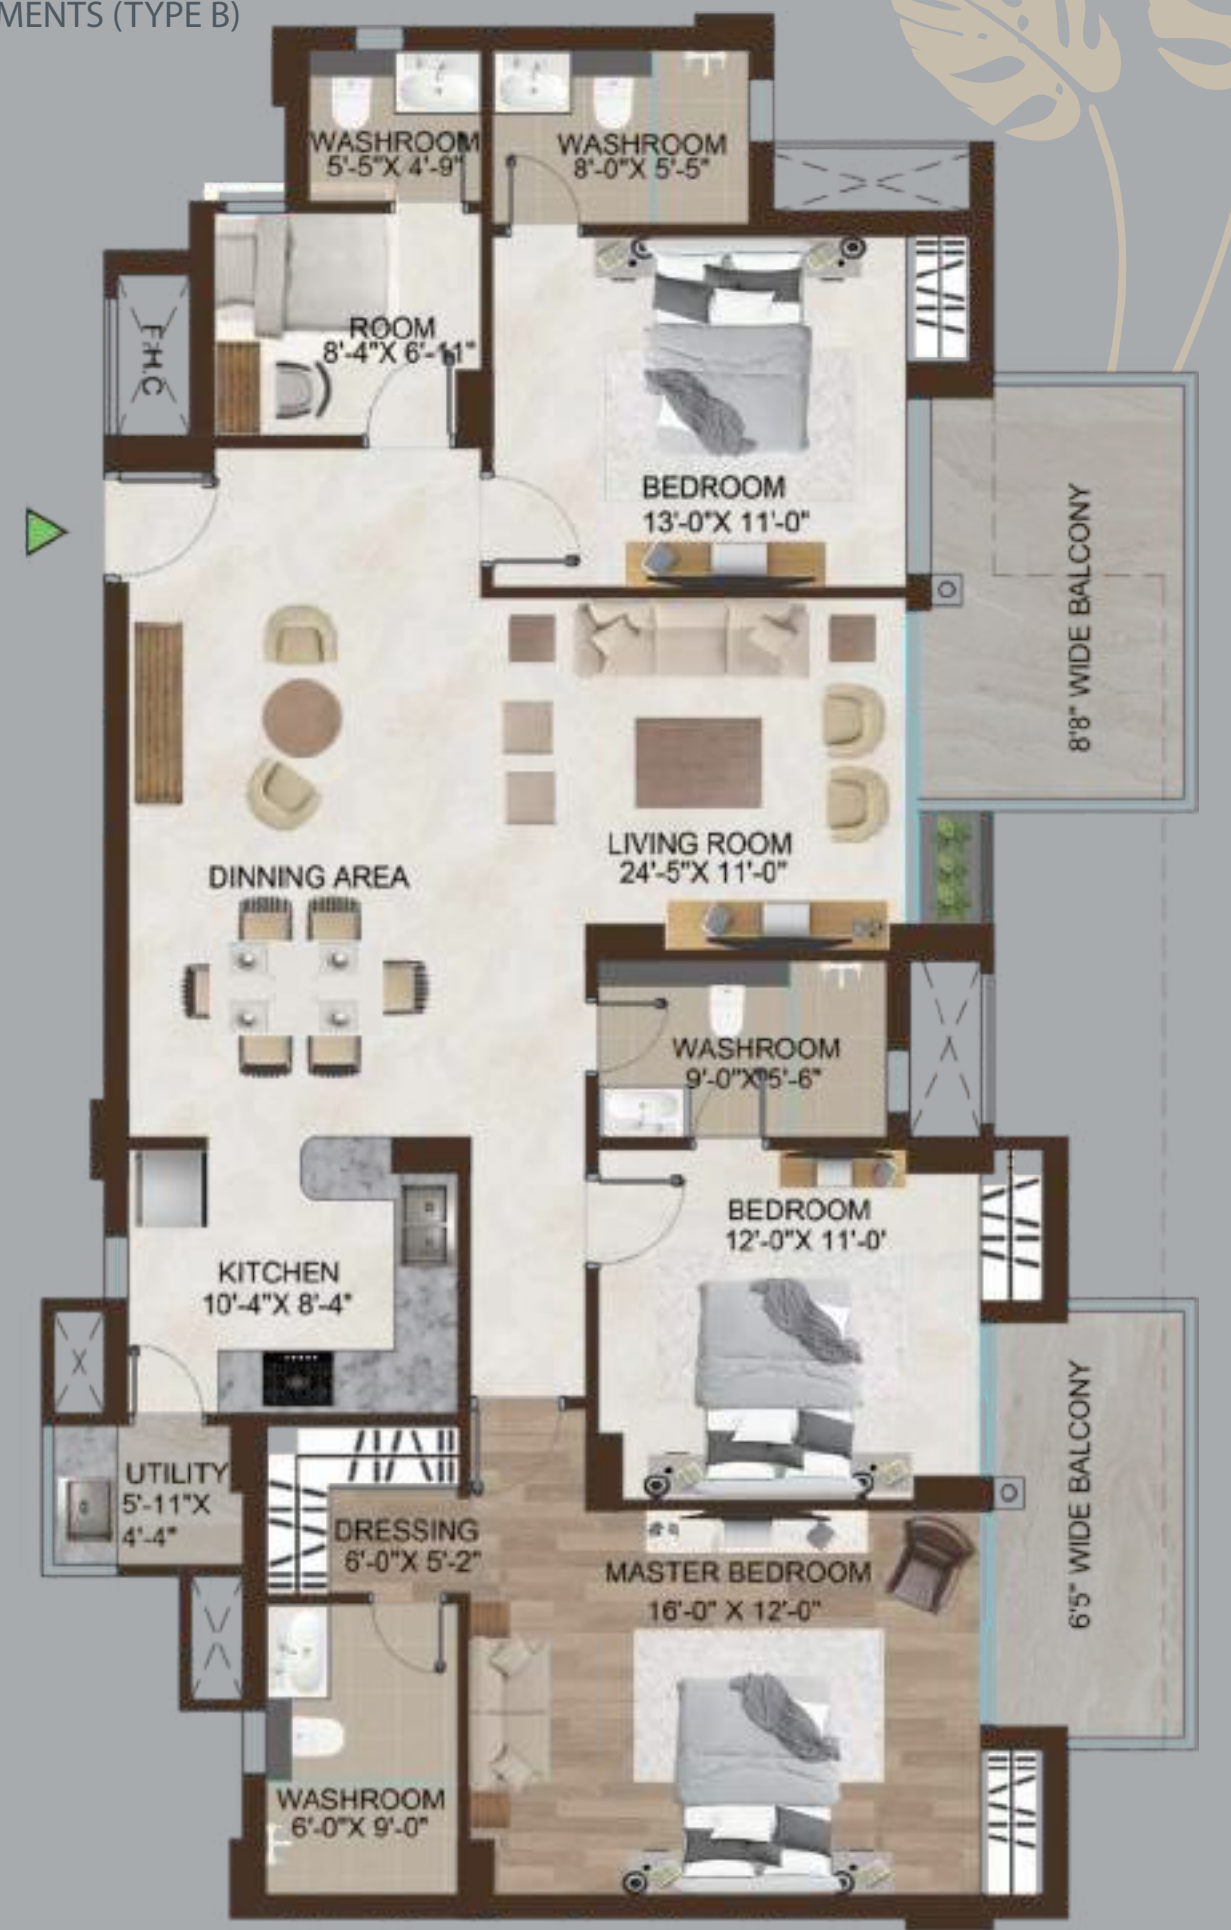 MENTS (TYPE B)
WASHROOM
5'-5"X 4'-9"
WASHROOM
8'-0"X 5'-5"
ROOM
8'-4"X 6'-11"
F.H.C
BEDROOM
13'-0"X 11'-0"
8'8" WIDE BALCONY
LIVING ROOM
24'-5"X 11'-0"
DINNING AREA
WASHROOM
9'-0"X 5'-6"
BEDROOM
12'-0"X 11'-0'
KITCHEN
10'-4"X 8'-4"
6'5" WIDE BALCONY
UTILITY
5'-11"X
4'-4"
DRESSING
6'-0"X 5'-2"
MASTER BEDROOM
16'-0" X 12'-0"
WASHROOM
6'-0"X 9'-0"